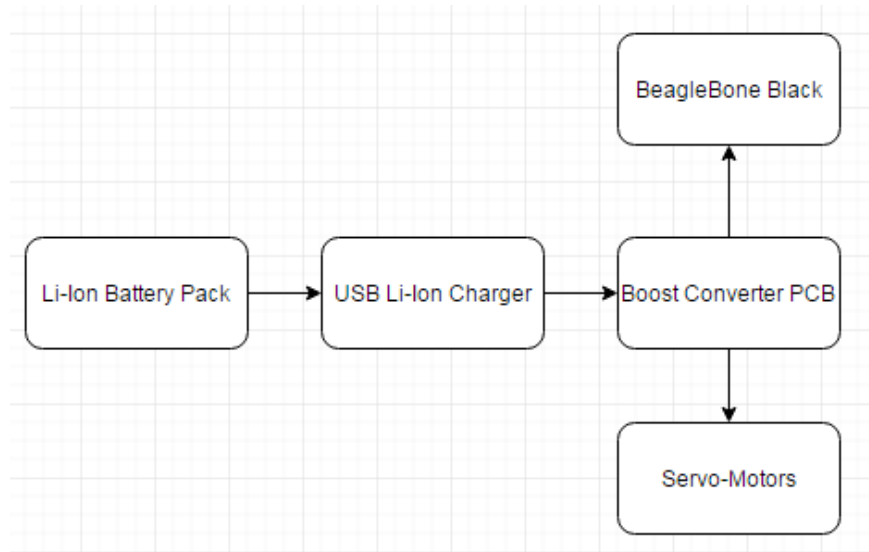 BeagleBone Black
Li-Ion Battery Pack
USB Li-Ion Charger
Boost Converter PCB
Servo-Motors